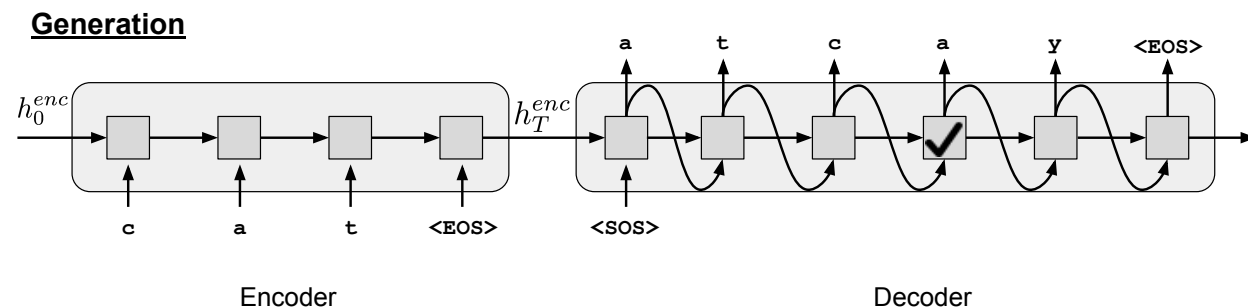 Generation
a t c a y <EOS>
h_0^{enc} h_T^{enc}
c a t <EOS> <SOS>
Encoder Decoder